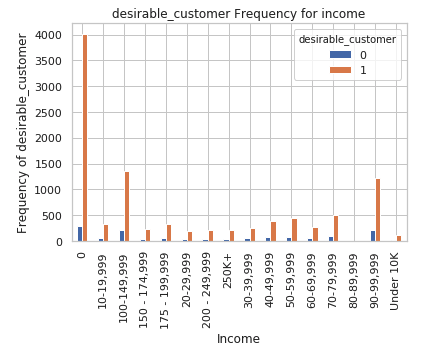 desirable_customer Frequency for income
Frequency of desirable_customer
4000
3500
3000
2500
2000
1500
1000
500
0
desirable_customer
0
1
0
10-19,999
100-149,999
150 - 174,999
175 - 199,999
20-29,999
200 - 249,999
250K+
30-39,999
40-49,999
50-59,999
60-69,999
70-79,999
80-89,999
90-99,999
Under 10K
Income